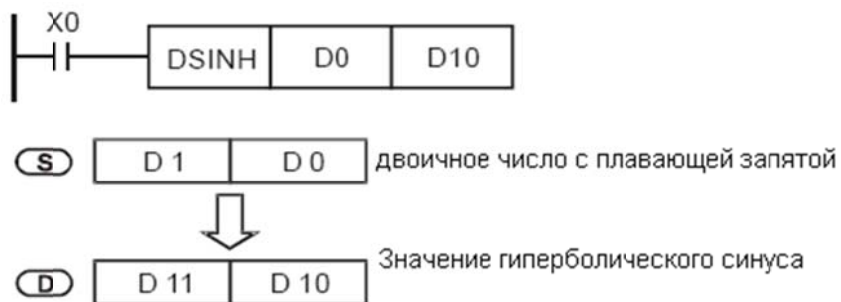 X0
DSINH D0 D10
S D 1 D 0 двоичное число с плавающей запятой
Значение гиперболического синуса
D D 11 D 10